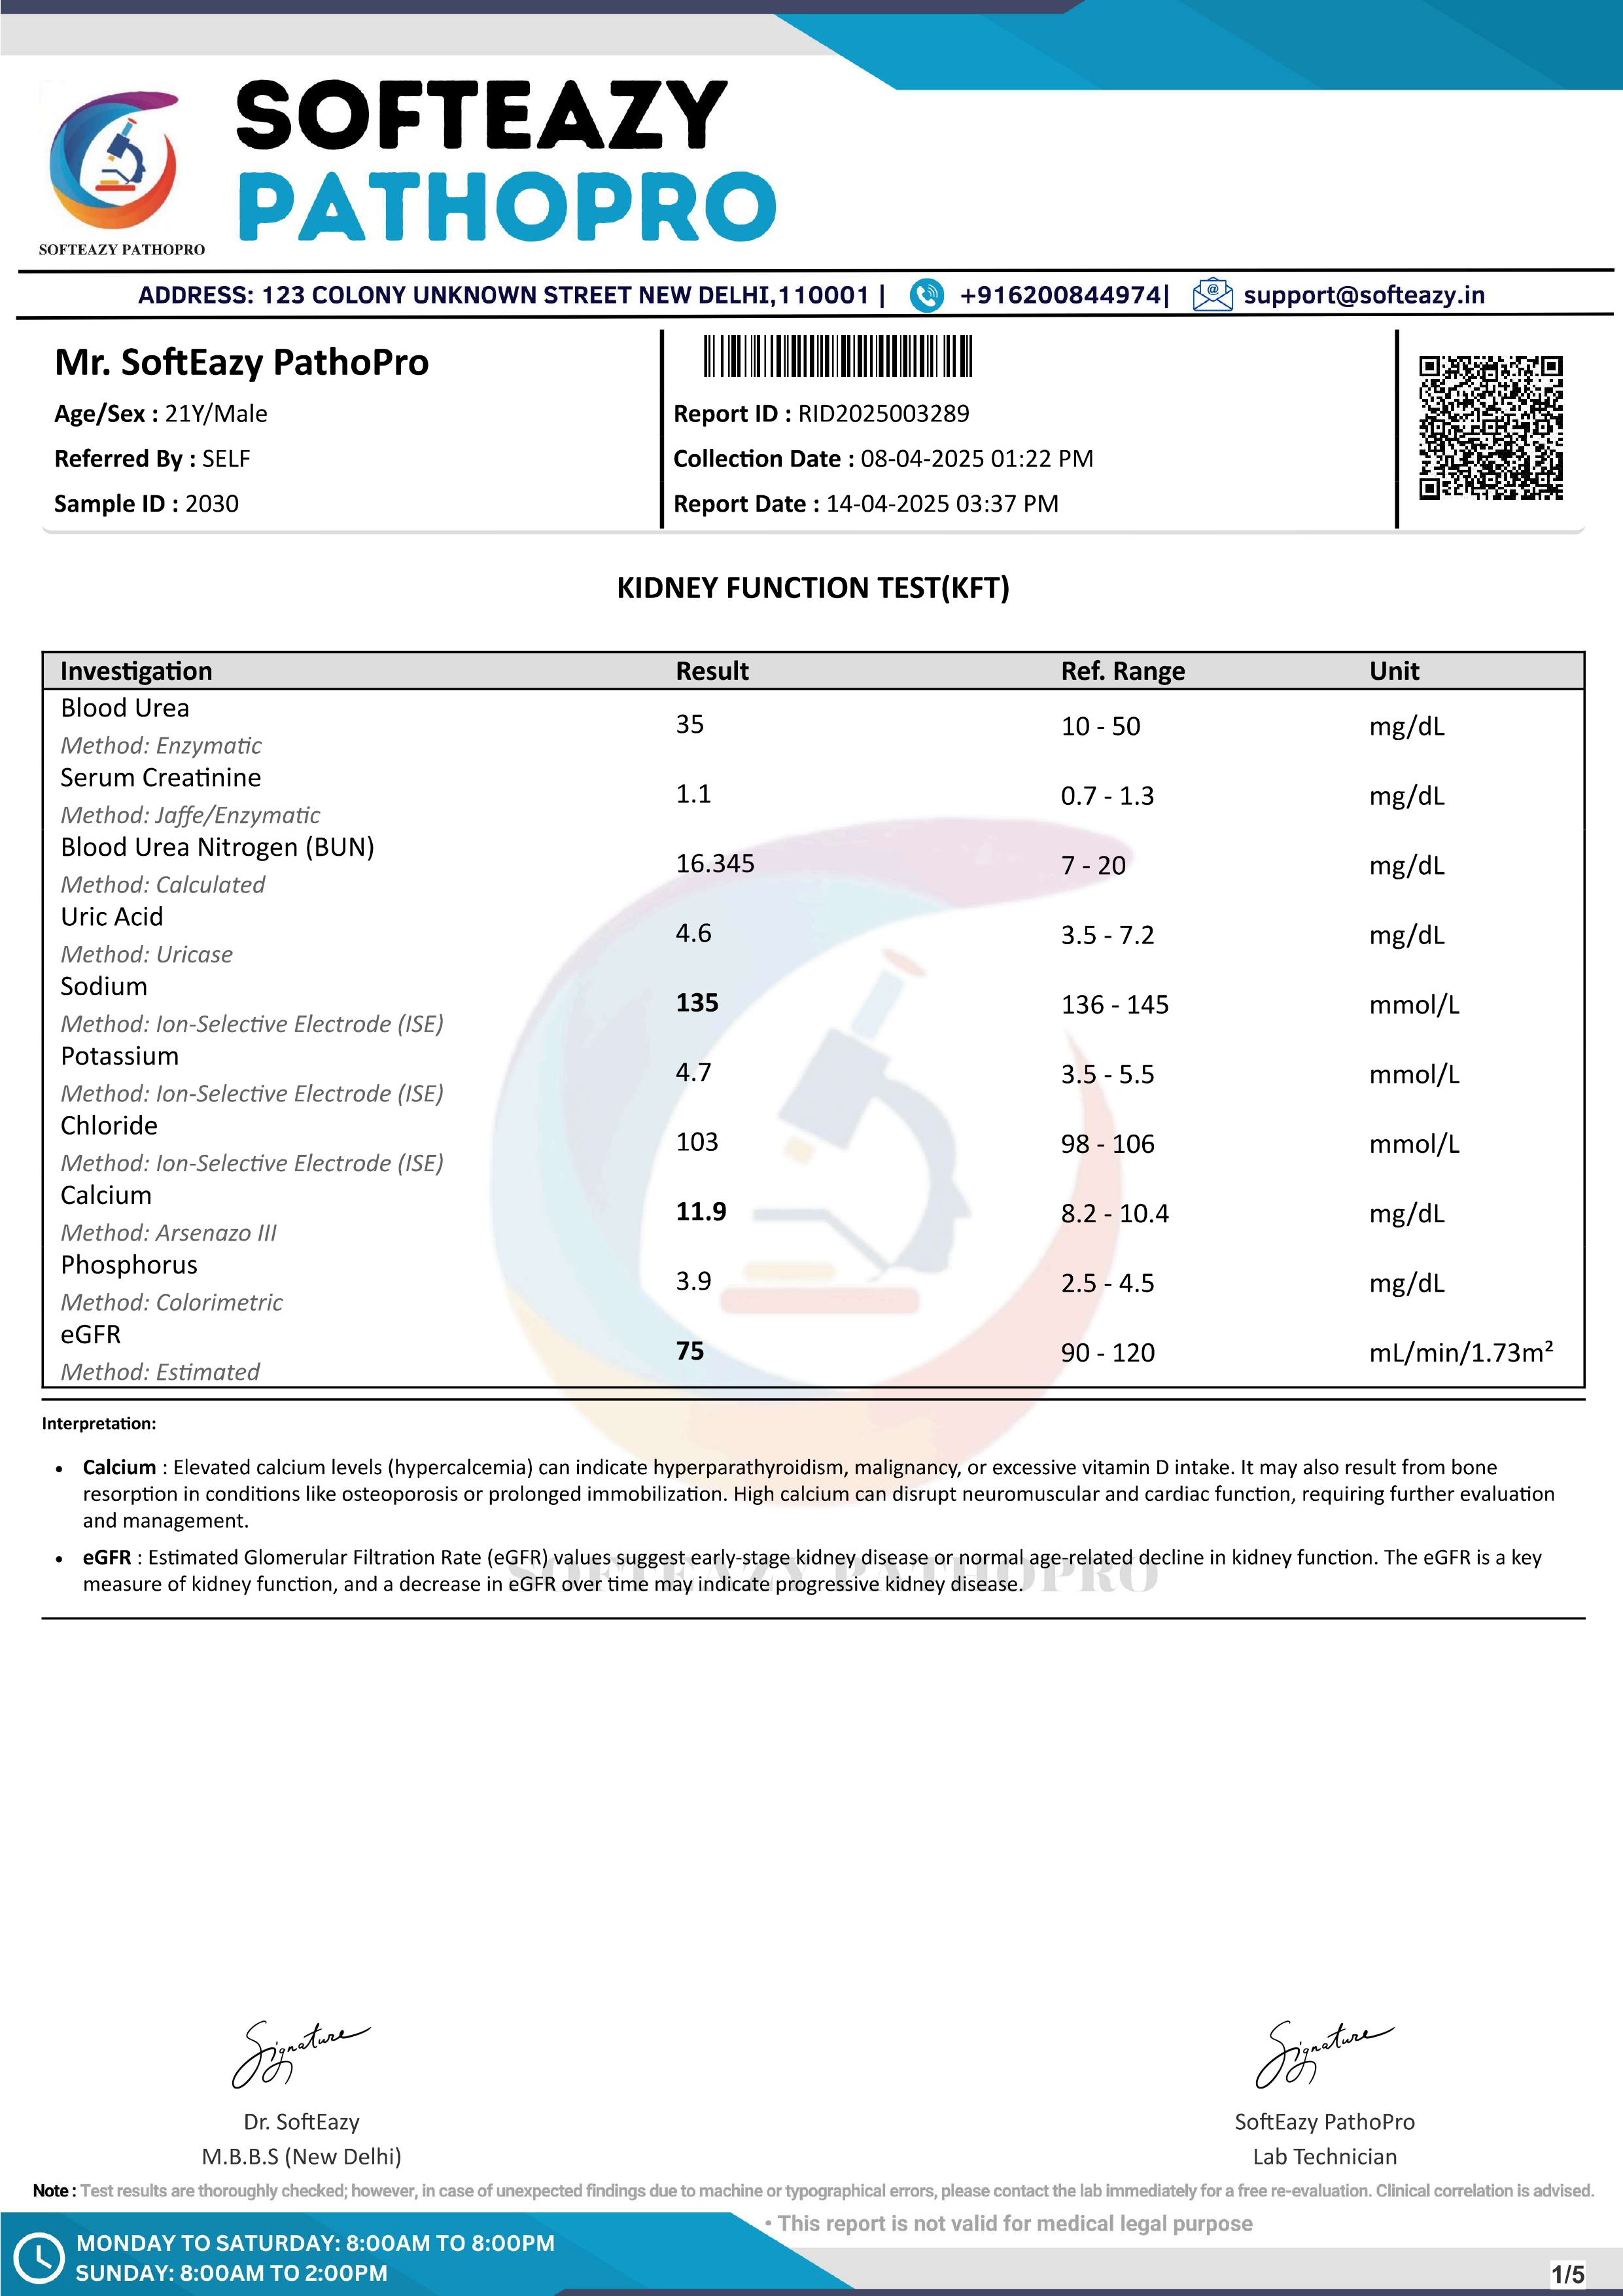 SOFTEAZY
PATHOPRO
SOFTEAZY PATHOPRO
ADDRESS: 123 COLONY UNKNOWN STREET NEW DELHI,110001 | +916200844974| support@softeazy.in
Mr. SoftEazy PathoPro
Age/Sex : 21Y/Male
Referred By : SELF
Sample ID : 2030
Report ID : RID2025003289
Collection Date : 08-04-2025 01:22 PM
Report Date : 14-04-2025 03:37 PM
KIDNEY FUNCTION TEST(KFT)
Investigation Result Ref. Range Unit
Blood Urea 35 10 - 50 mg/dL
Method: Enzymatic
Serum Creatinine 1.1 0.7 - 1.3 mg/dL
Method: Jaffe/Enzymatic
Blood Urea Nitrogen (BUN) 16.345 7 - 20 mg/dL
Method: Calculated
Uric Acid 4.6 3.5 - 7.2 mg/dL
Method: Uricase
Sodium 135 136 - 145 mmol/L
Method: Ion-Selective Electrode (ISE)
Potassium 4.7 3.5 - 5.5 mmol/L
Method: Ion-Selective Electrode (ISE)
Chloride 103 98 - 106 mmol/L
Method: Ion-Selective Electrode (ISE)
Calcium 11.9 8.2 - 10.4 mg/dL
Method: Arsenazo III
Phosphorus 3.9 2.5 - 4.5 mg/dL
Method: Colorimetric
eGFR 75 90 - 120 mL/min/1.73m²
Method: Estimated
Interpretation:
• Calcium : Elevated calcium levels (hypercalcemia) can indicate hyperparathyroidism, malignancy, or excessive vitamin D intake. It may also result from bone
resorption in conditions like osteoporosis or prolonged immobilization. High calcium can disrupt neuromuscular and cardiac function, requiring further evaluation
and management.
• eGFR : Estimated Glomerular Filtration Rate (eGFR) values suggest early-stage kidney disease or normal age-related decline in kidney function. The eGFR is a key
measure of kidney function, and a decrease in eGFR over time may indicate progressive kidney disease.
SOFTEAZY PATHOPRO
Signature
Dr. SoftEazy
M.B.B.S (New Delhi)
Signature
SoftEazy PathoPro
Lab Technician
Note : Test results are thoroughly checked; however, in case of unexpected findings due to machine or typographical errors, please contact the lab immediately for a free re-evaluation. Clinical correlation is advised.
• This report is not valid for medical legal purpose
MONDAY TO SATURDAY: 8:00AM TO 8:00PM
SUNDAY: 8:00AM TO 2:00PM
1/5